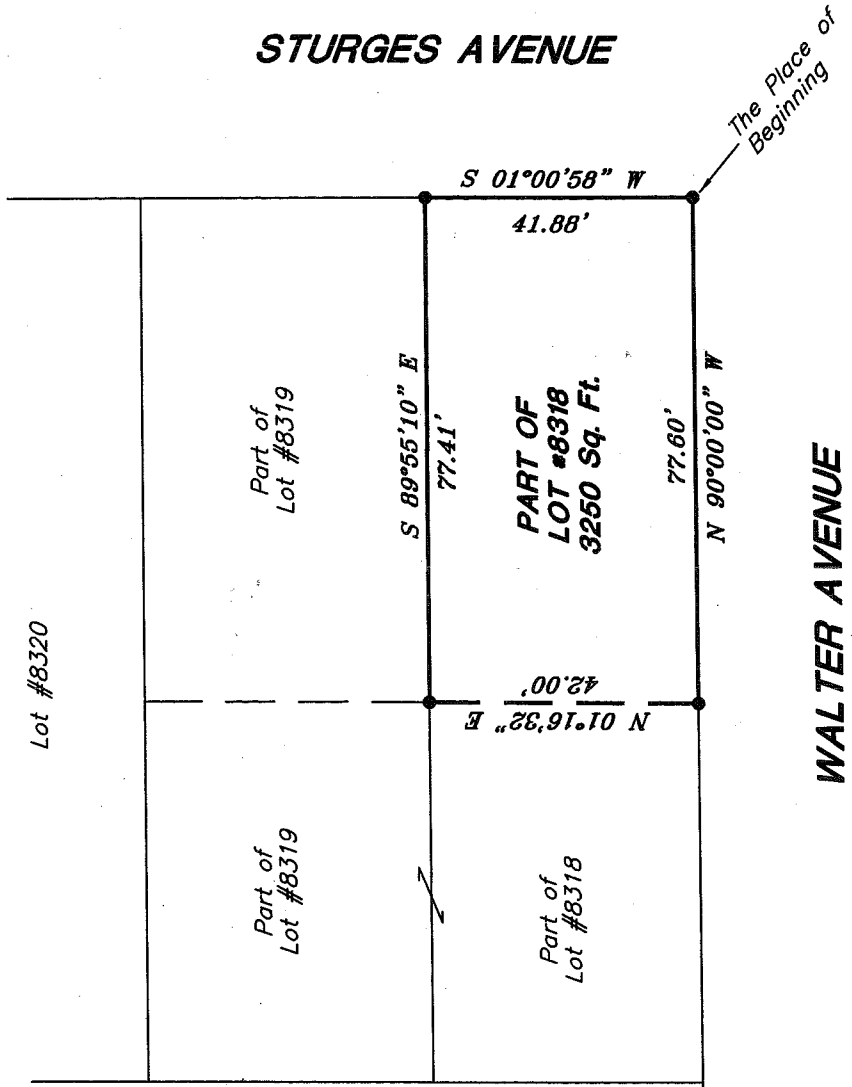 STURGES AVENUE
The Place of
Beginning
S 01°00'58" W
41.88'
Part of
Lot #8319
S 89°55'10" E
77.41'
PART OF
LOT #8318
3250 Sq. Ft.
77.60'
N 90°00'00" W
WALTER AVENUE
Lot #8320
42.00'
N 01°16'32" E
Part of
Lot #8319
Part of
Lot #8318